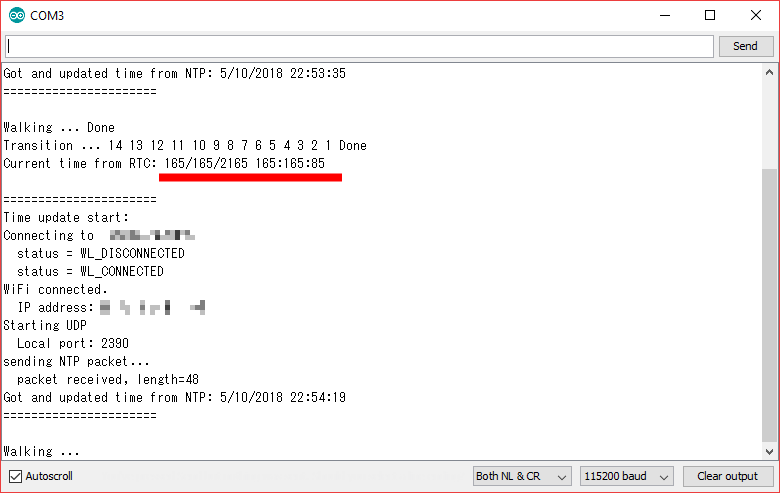 COM3
Send
Got and updated time from NTP: 5/10/2018 22:53:35
======================
Walking ... Done
Transition ... 14 13 12 11 10 9 8 7 6 5 4 3 2 1 Done
Current time from RTC: 165/165/2165 165:165:85
======================
Time update start:
Connecting to
status = WL_DISCONNECTED
status = WL_CONNECTED
WiFi connected.
IP address:
Starting UDP
Local port: 2390
sending NTP packet...
packet received, length=48
Got and updated time from NTP: 5/10/2018 22:54:19
======================
Walking ...
Autoscroll
Both NL & CR
115200 baud
Clear output